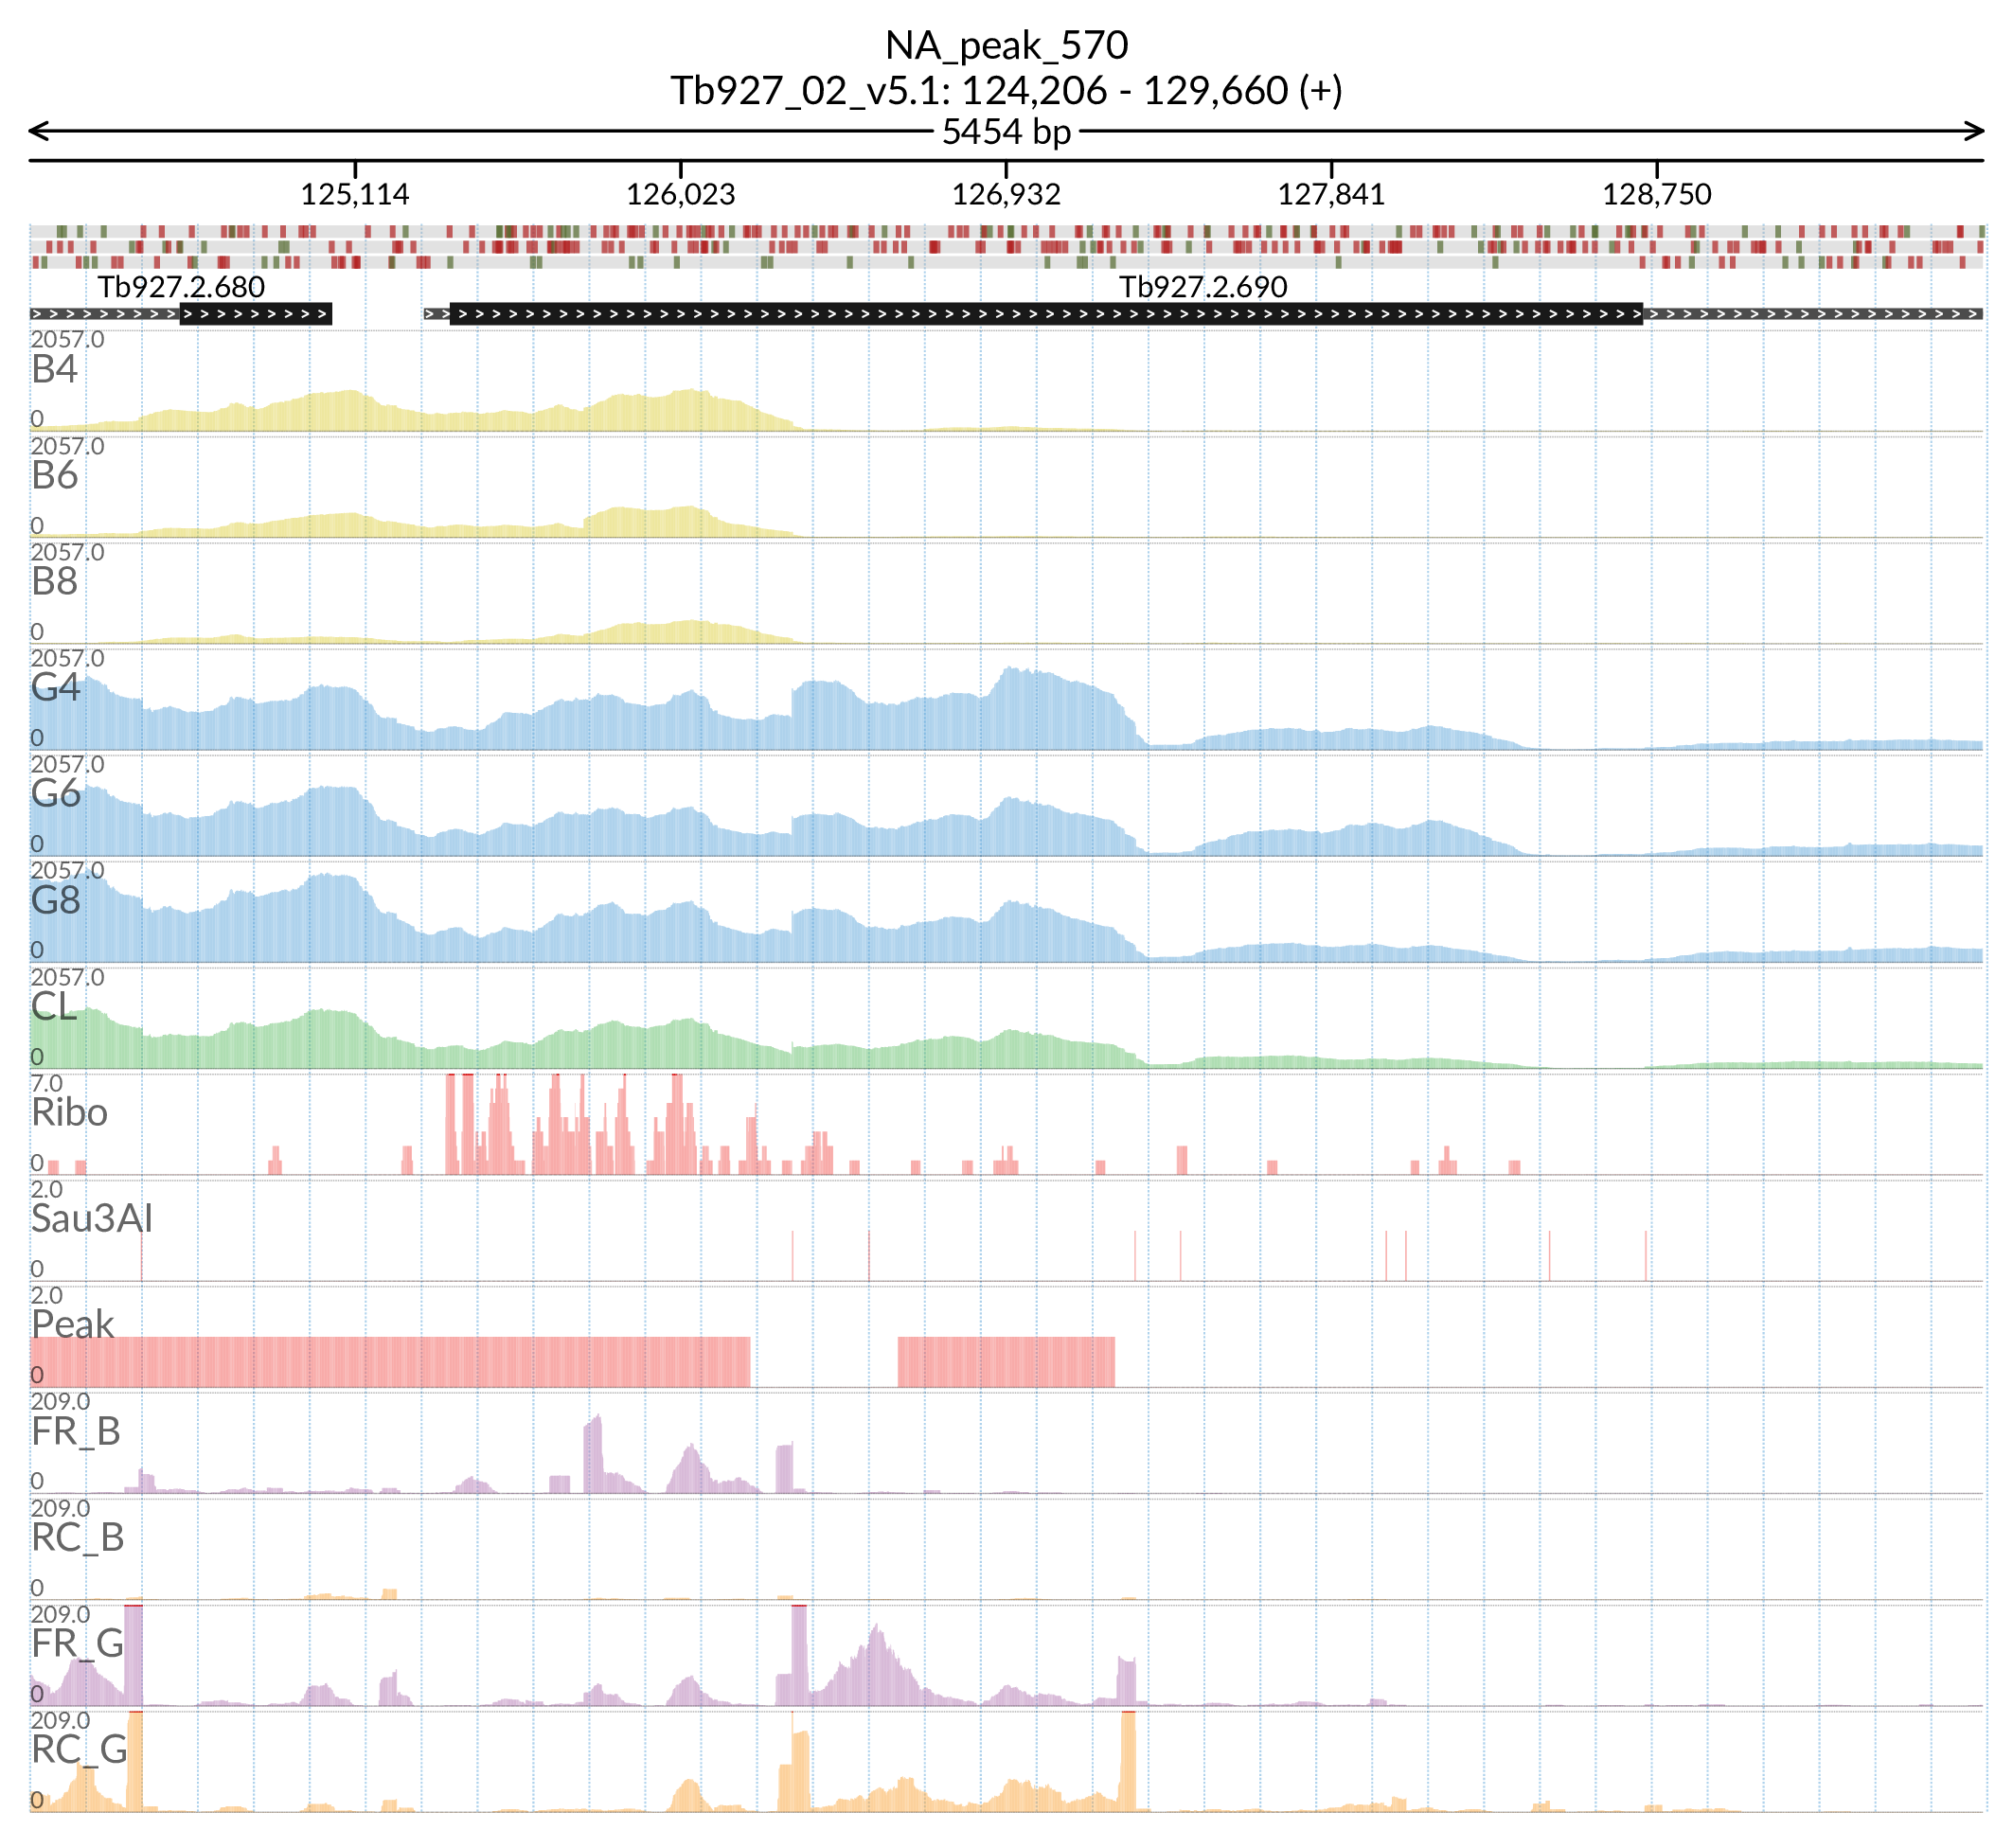 NA_peak_570
Tb927_02_v5.1: 124,206 - 129,660 (+)
5454 bp
125,114 126,023 126,932 127,841 128,750
Tb927.2.680 Tb927.2.690
2057.0
B4
0
2057.0
B6
0
2057.0
B8
0
2057.0
G4
0
2057.0
G6
0
2057.0
G8
0
2057.0
CL
0
7.0
Ribo
0
2.0
Sau3AI
0
2.0
Peak
0
209.0
FR_B
0
209.0
RC_B
0
209.0
FR_G
0
209.0
RC_G
0